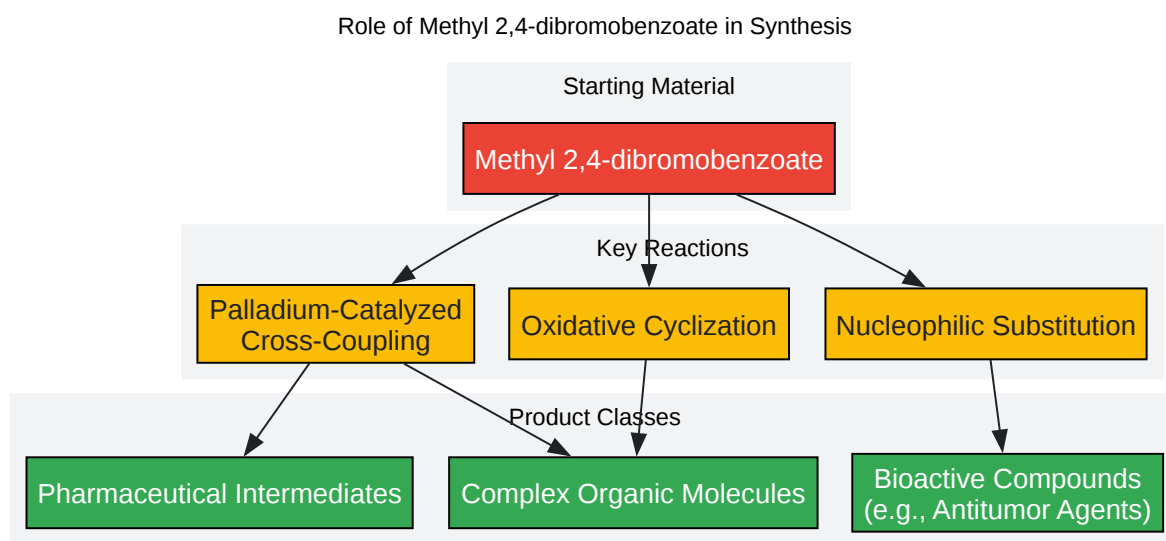 Role of Methyl 2,4-dibromobenzoate in Synthesis
Starting Material
Methyl 2,4-dibromobenzoate
Key Reactions
Palladium-Catalyzed
Cross-Coupling
Oxidative Cyclization
Nucleophilic Substitution
Product Classes
Pharmaceutical Intermediates
Complex Organic Molecules
Bioactive Compounds
(e.g., Antitumor Agents)